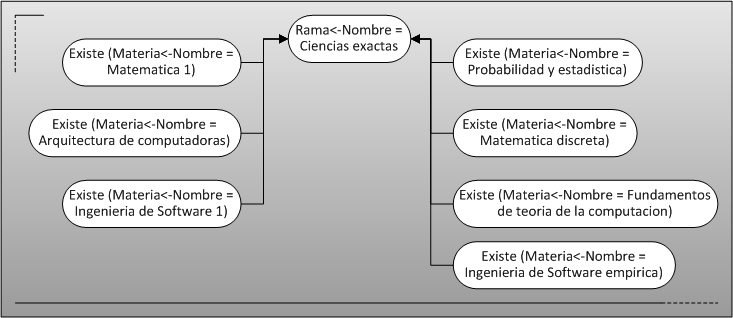 Rama<-Nombre =
Ciencias exactas
Existe (Materia<-Nombre =
Matematica 1)
Existe (Materia<-Nombre =
Arquitectura de computadoras)
Existe (Materia<-Nombre =
Ingenieria de Software 1)
Existe (Materia<-Nombre =
Probabilidad y estadistica)
Existe (Materia<-Nombre =
Matematica discreta)
Existe (Materia<-Nombre = Fundamentos
de teoria de la computacion)
Existe (Materia<-Nombre =
Ingenieria de Software empirica)